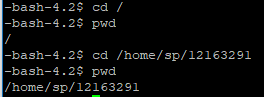 -bash-4.2$ cd /
-bash-4.2$ pwd
/
-bash-4.2$ cd /home/sp/12163291
-bash-4.2$ pwd
/home/sp/12163291